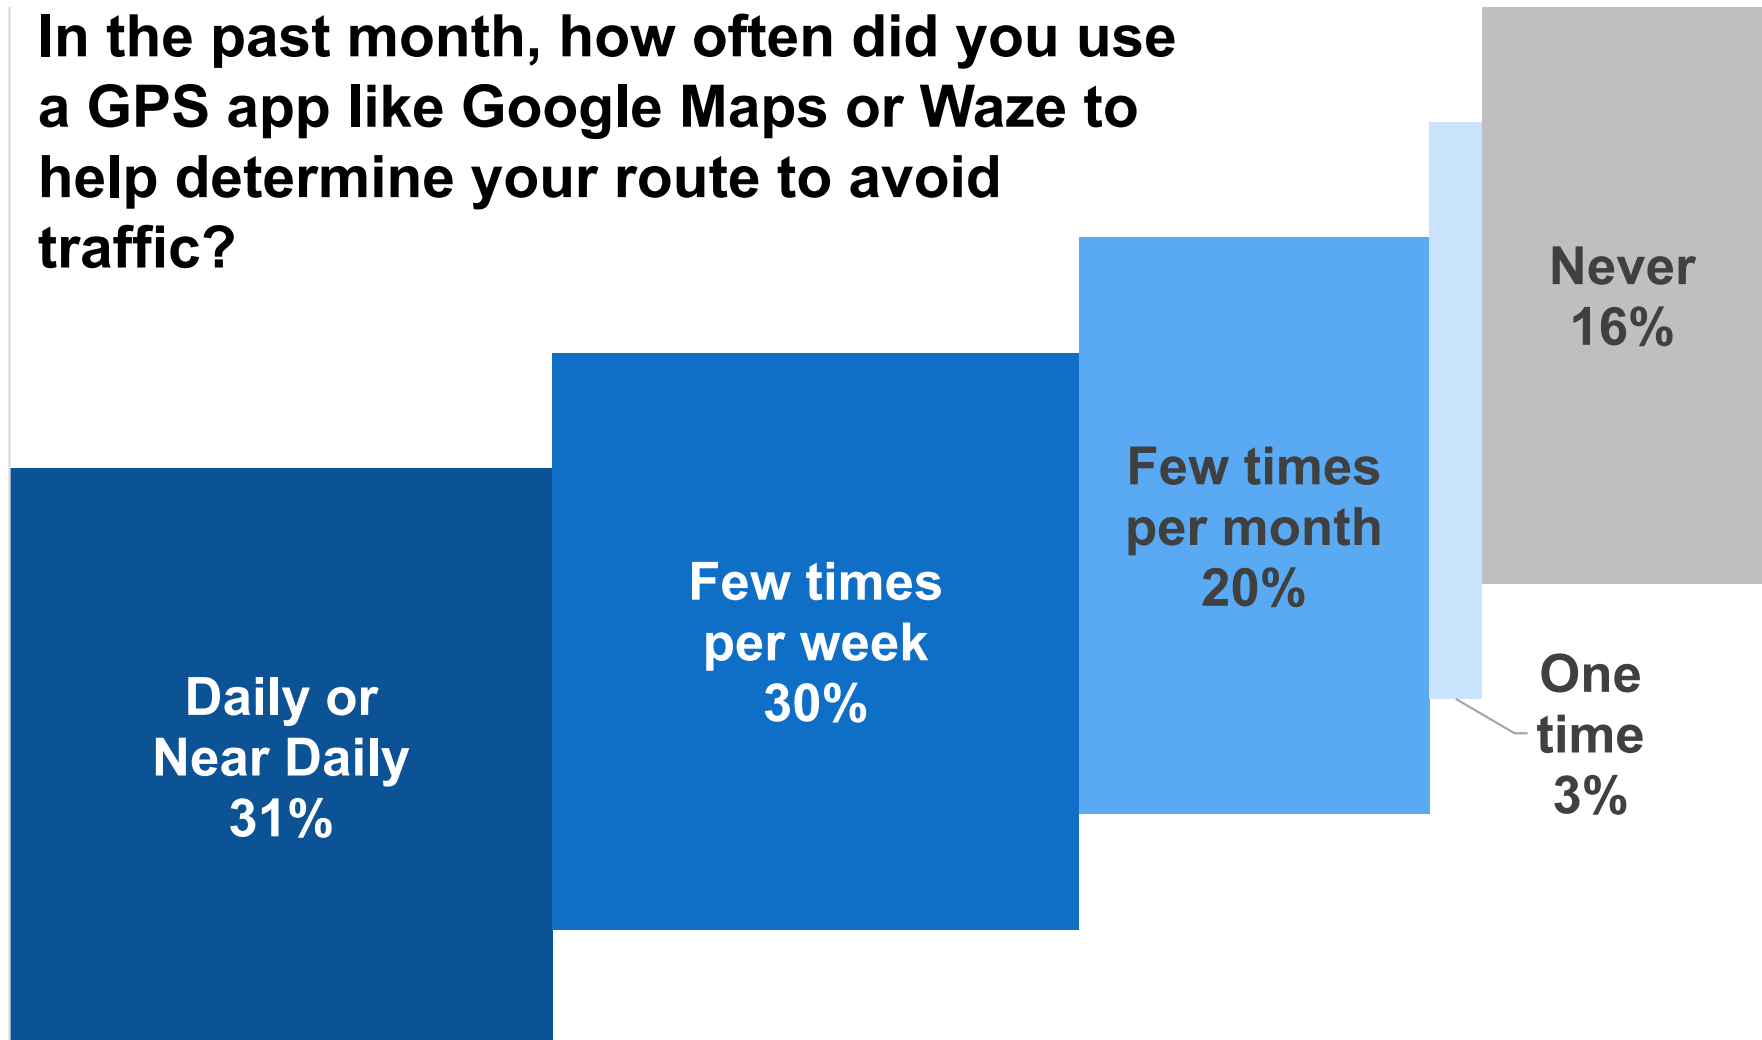 In the past month, how often did you use
a GPS app like Google Maps or Waze to
help determine your route to avoid
traffic?
Daily or
Near Daily
31%
Few times
per week
30%
Few times
per month
20%
One
time
3%
Never
16%